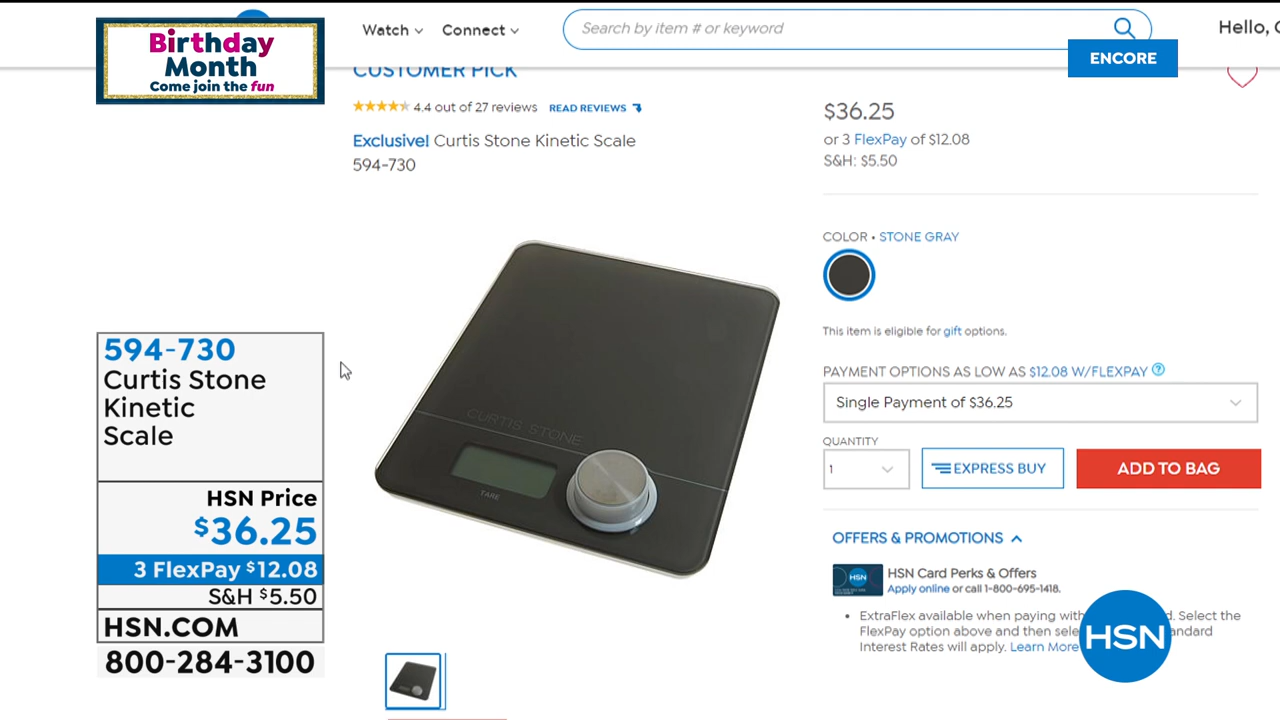 Birthday
Month
Come join the fun
Watch
Connect
Search by item # or keyword
Hello,
ENCORE
CUSTOMER PICK
4.4 out of 27 reviews READ REVIEWS
Exclusive! Curtis Stone Kinetic Scale
594-730
$36.25
or 3 FlexPay of $12.08
S&H: $5.50
COLOR • STONE GRAY
This item is eligible for gift options.
PAYMENT OPTIONS AS LOW AS $12.08 W/FLEXPAY ?
Single Payment of $36.25
QUANTITY
1
EXPRESS BUY
ADD TO BAG
OFFERS & PROMOTIONS
HSN
HSN Card Perks & Offers
Apply online or call 1-800-695-1418.
• ExtraFlex available when paying with d. Select the
FlexPay option above and then sele andard
Interest Rates will apply. Learn More
HSN
CURTIS STONE
TARE
594-730
Curtis Stone
Kinetic
Scale
HSN Price
$36.25
3 FlexPay $12.08
S&H $5.50
HSN.COM
800-284-3100